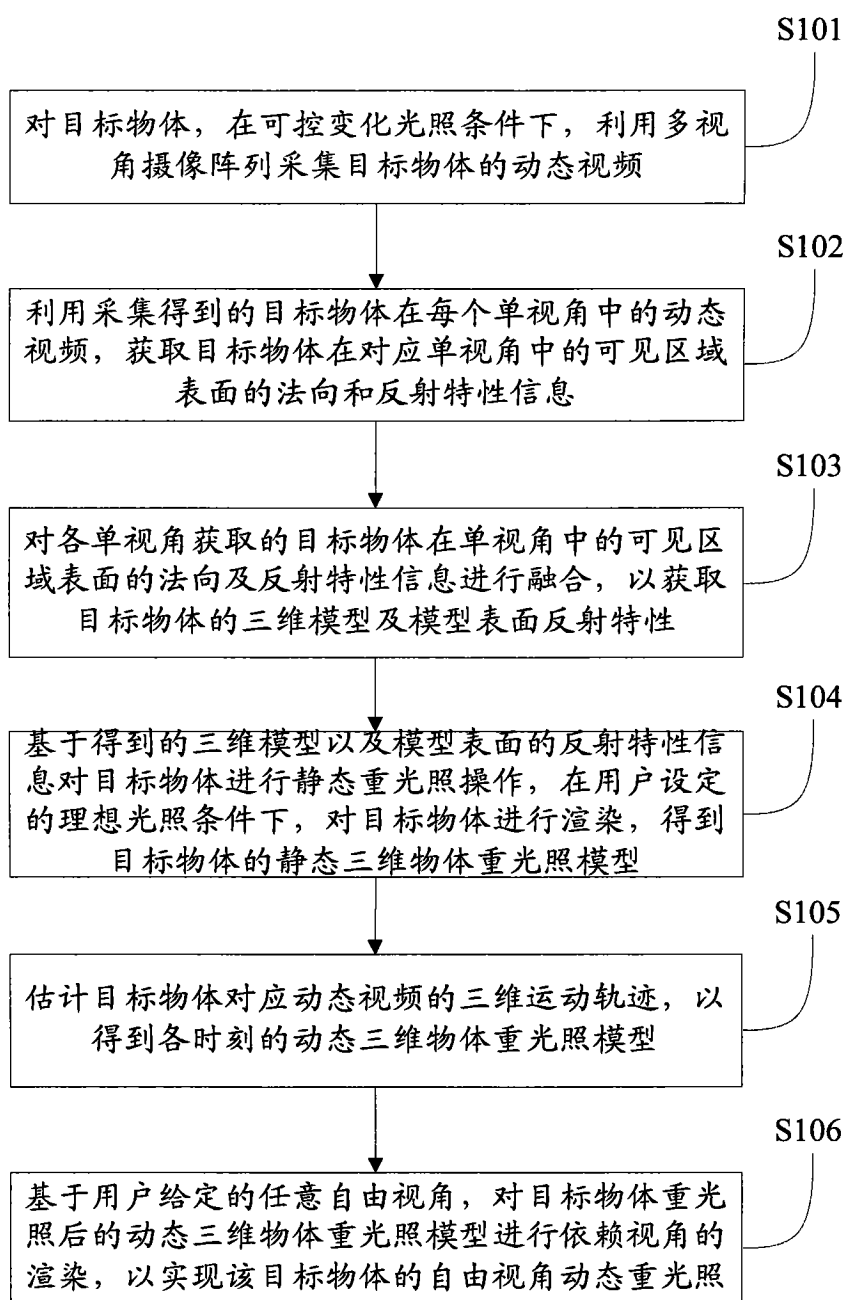 S101
对目标物体，在可控变化光照条件下，利用多视
角摄像阵列采集目标物体的动态视频
S102
利用采集得到的目标物体在每个单视角中的动态
视频，获取目标物体在对应单视角中的可见区域
表面的法向和反射特性信息
S103
对各单视角获取的目标物体在单视角中的可见区
域表面的法向及反射特性信息进行融合，以获取
目标物体的三维模型及模型表面反射特性
S104
基于得到的三维模型以及模型表面的反射特性信
息对目标物体进行静态重光照操作，在用户设定
的理想光照条件下，对目标物体进行渲染，得到
目标物体的静态三维物体重光照模型
S105
估计目标物体对应动态视频的三维运动轨迹，以
得到各时刻的动态三维物体重光照模型
S106
基于用户给定的任意自由视角，对目标物体重光
照后的动态三维物体重光照模型进行依赖视角的
渲染，以实现该目标物体的自由视角动态重光照